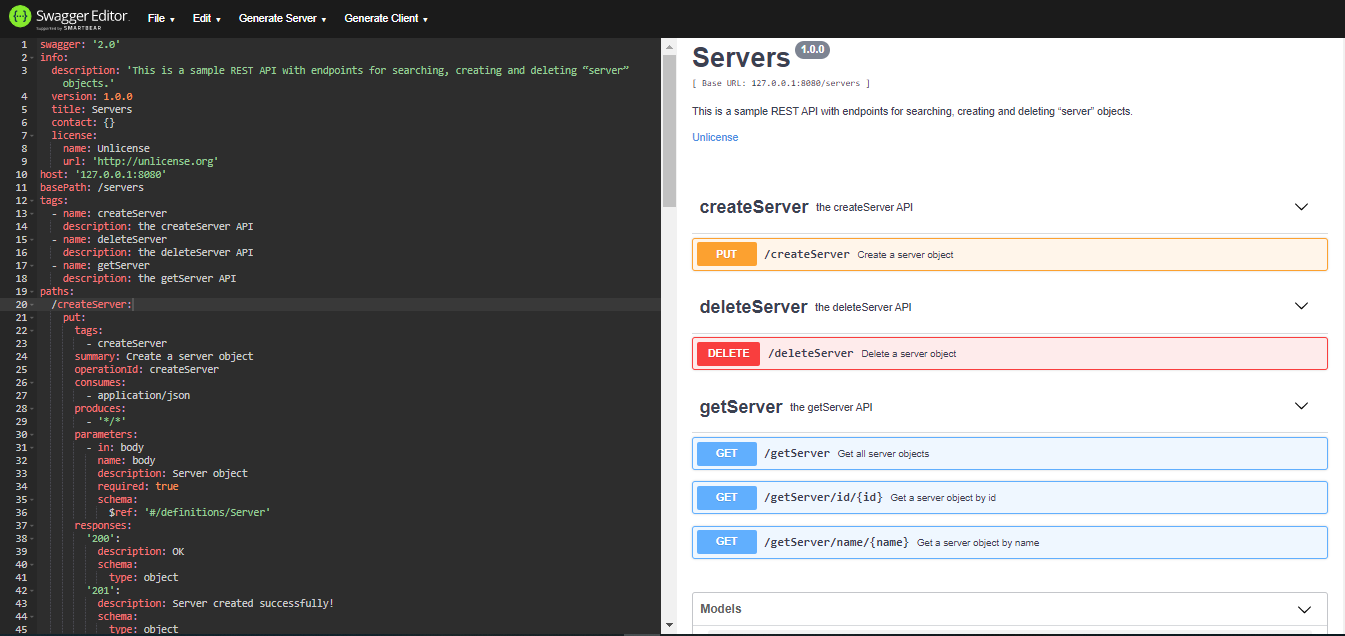 Swagger Editor.
Supported by SMARTBEAR
File Edit Generate Server Generate Client
1 swagger: '2.0'
2 info:
3 description: 'This is a sample REST API with endpoints for searching, creating and deleting “server”
objects.'
4 version: 1.0.0
5 title: Servers
6 contact: {}
7 license:
8 name: Unlicense
9 url: 'http://unlicense.org'
10 host: '127.0.0.1:8080'
11 basePath: /servers
12 tags:
13 - name: createServer
14 description: the createServer API
15 - name: deleteServer
16 description: the deleteServer API
17 - name: getServer
18 description: the getServer API
19 paths:
20 /createServer:
21 put:
22 tags:
23 - createServer
24 summary: Create a server object
25 operationId: createServer
26 consumes:
27 - application/json
28 produces:
29 - '*/*'
30 parameters:
31 - in: body
32 name: body
33 description: Server object
34 required: true
35 schema:
36 $ref: '#/definitions/Server'
37 responses:
38 '200':
39 description: OK
40 schema:
41 type: object
42 '201':
43 description: Server created successfully!
44 schema:
45 type: object
Servers 1.0.0
[ Base URL: 127.0.0.1:8080/servers ]
This is a sample REST API with endpoints for searching, creating and deleting “server” objects.
Unlicense
createServer the createServer API
PUT /createServer Create a server object
deleteServer the deleteServer API
DELETE /deleteServer Delete a server object
getServer the getServer API
GET /getServer Get all server objects
GET /getServer/id/{id} Get a server object by id
GET /getServer/name/{name} Get a server object by name
Models